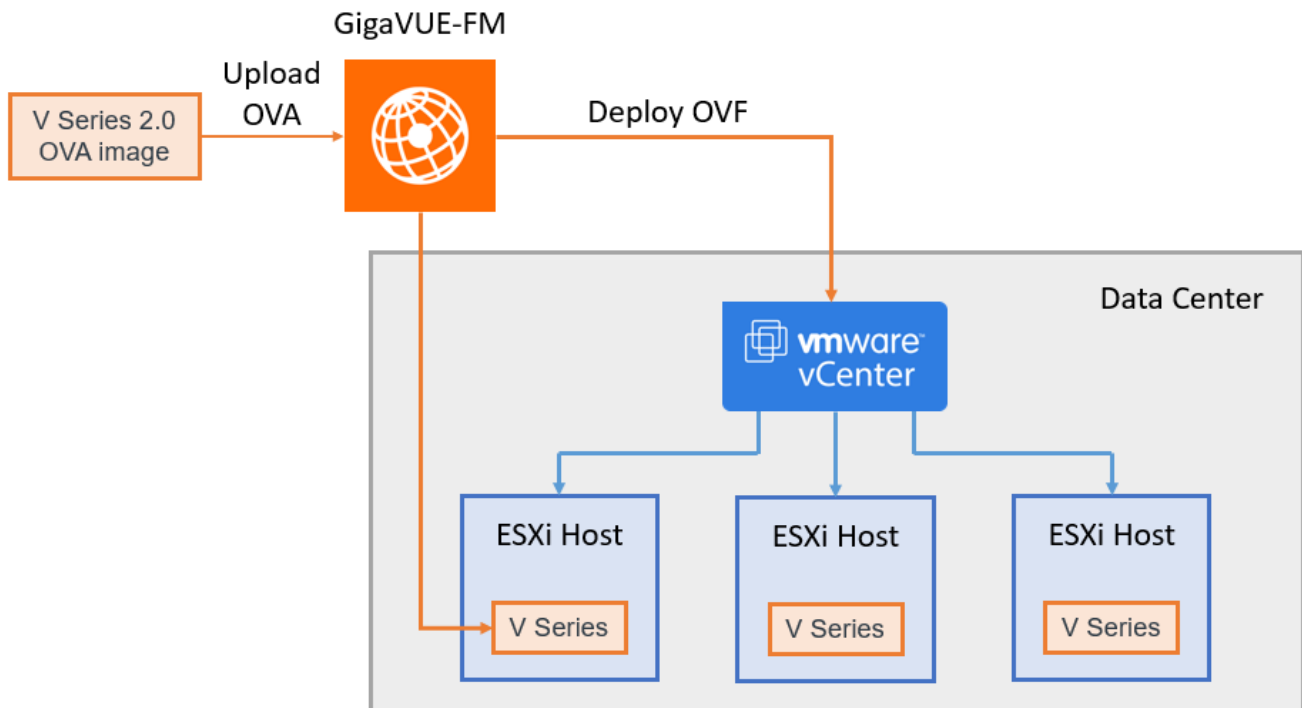 GigaVUE-FM
Upload
OVA
V Series 2.0
OVA image
Deploy OVF
Data Center
vmware™
vCenter
ESXi Host
ESXi Host
ESXi Host
V Series
V Series
V Series